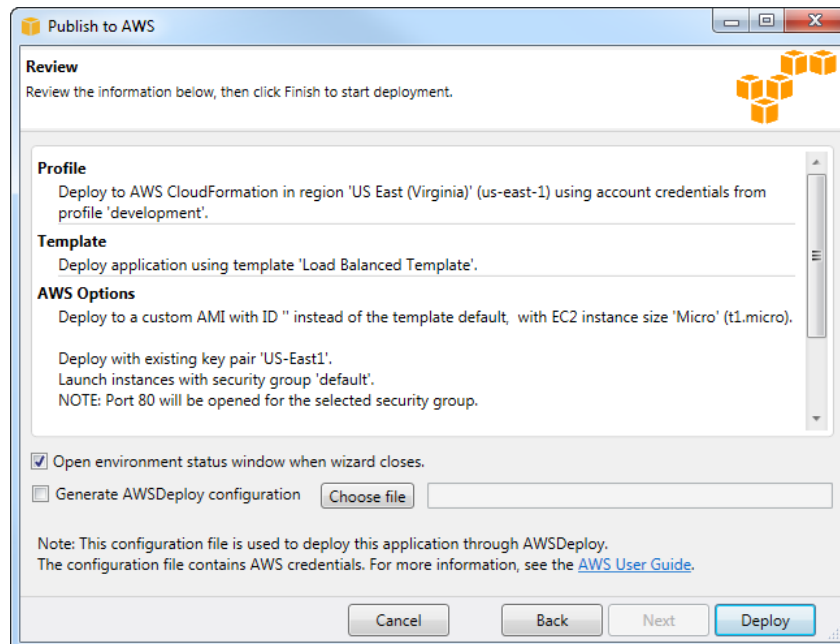 Publish to AWS
Review
Review the information below, then click Finish to start deployment.
Profile
Deploy to AWS CloudFormation in region 'US East (Virginia)' (us-east-1) using account credentials from
profile 'development'.
Template
Deploy application using template 'Load Balanced Template'.
AWS Options
Deploy to a custom AMI with ID '' instead of the template default,  with EC2 instance size 'Micro' (t1.micro).
Deploy with existing key pair 'US-East1'.
Launch instances with security group 'default'.
NOTE: Port 80 will be opened for the selected security group.
Open environment status window when wizard closes.
Generate AWSDeploy configuration Choose file
Note: This configuration file is used to deploy this application through AWSDeploy.
The configuration file contains AWS credentials. For more information, see the AWS User Guide.
Cancel Back Next Deploy